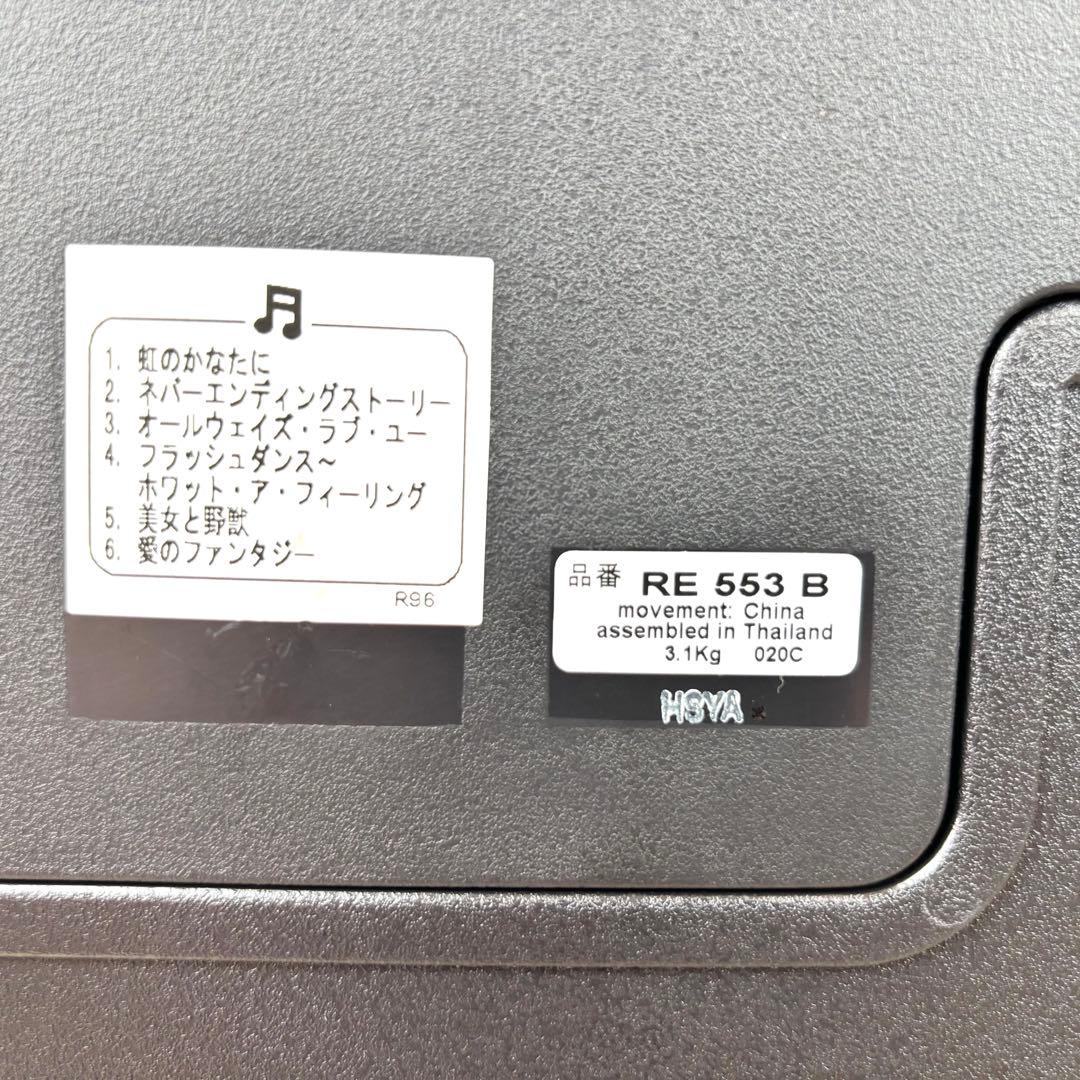 1. 虹のかなたに
2. ネバーエンディングストーリー
3. オールウェイズ・ラブ・ユー
4. フラッシュダンス～
ホワット・ア・フィーリング
5. 美女と野獣
6. 愛のファンタジー
R96
品番 RE 553 B
movement: China
assembled in Thailand
3.1Kg 020C
HSYA